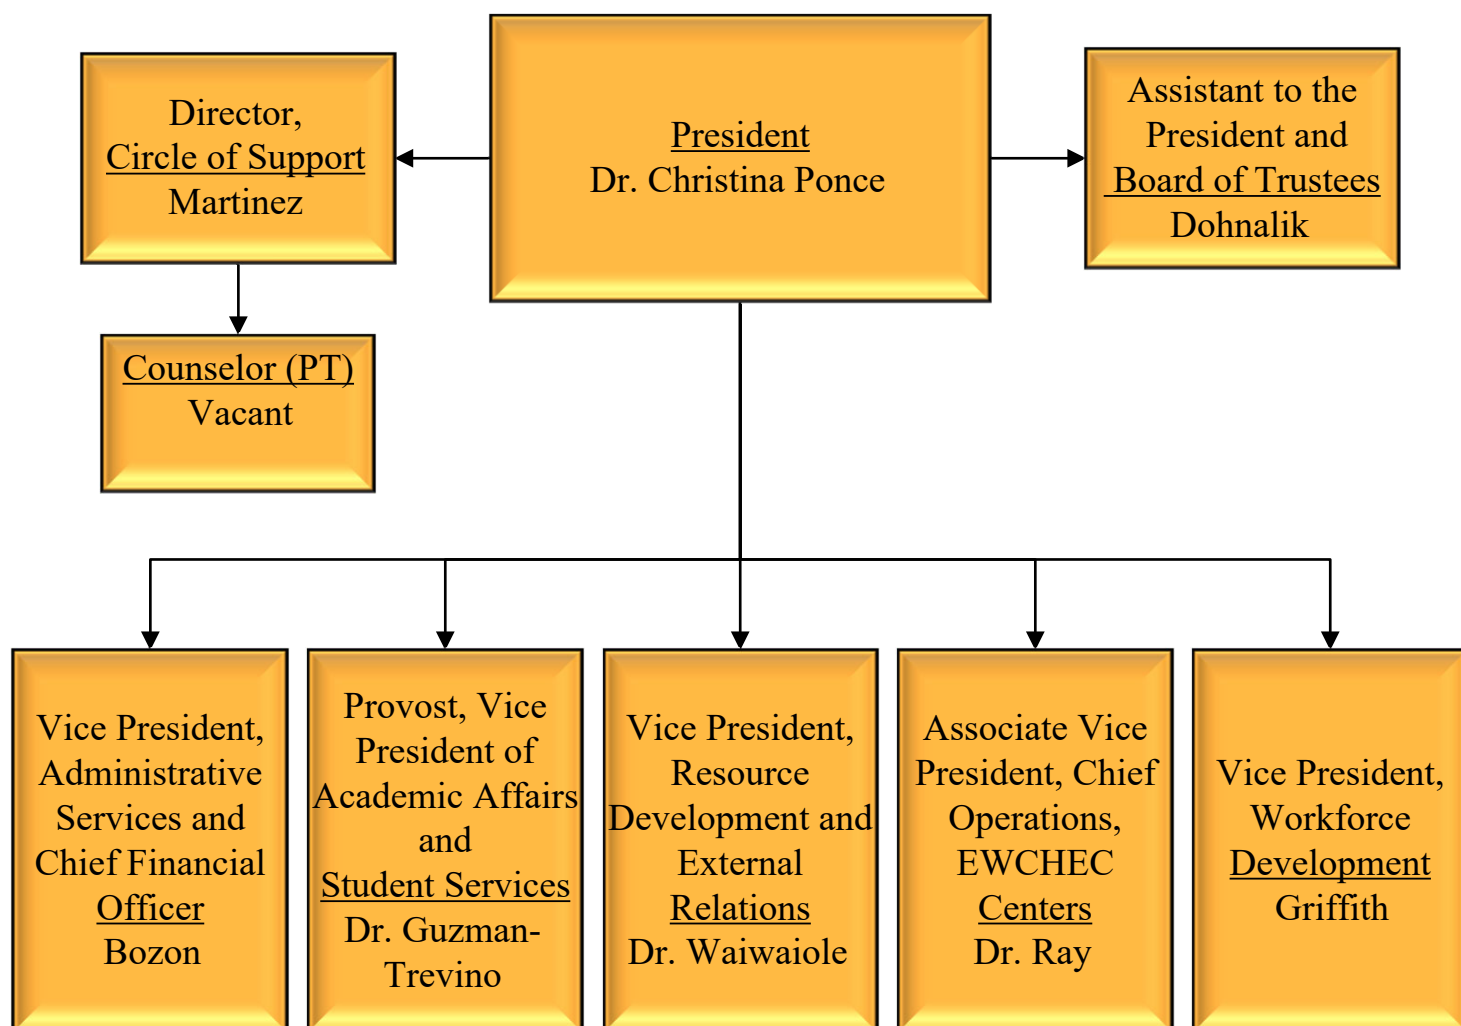 Director,
Circle of Support
Martinez
President
Dr. Christina Ponce
Assistant to the
President and
Board of Trustees
Dohnalik
Counselor (PT)
Vacant
Vice President,
Administrative
Services and
Chief Financial
Officer
Bozon
Provost, Vice
President of
Academic Affairs
and
Student Services
Dr. Guzman-
Trevino
Vice President,
Resource
Development and
External
Relations
Dr. Waiwaiole
Associate Vice
President, Chief
Operations,
EWCHEC
Centers
Dr. Ray
Vice President,
Workforce
Development
Griffith